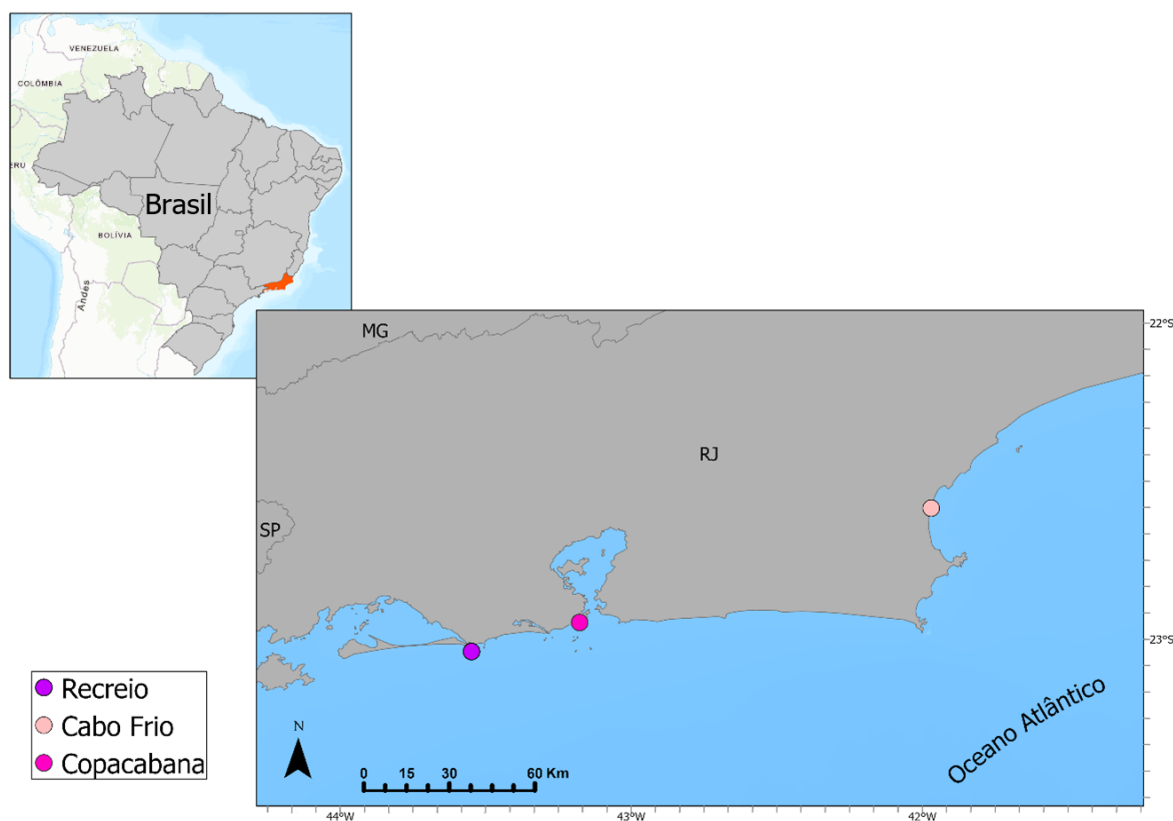 VENEZUELA
COLÔMBIA
ERU
Brasil
BOLÍVIA
Andes
MG
22°S
RJ
SP
23°S
Recreio
Cabo Frio
Copacabana
N
0 15 30 60 Km
Oceano Atlântico
44°W 43°W 42°W